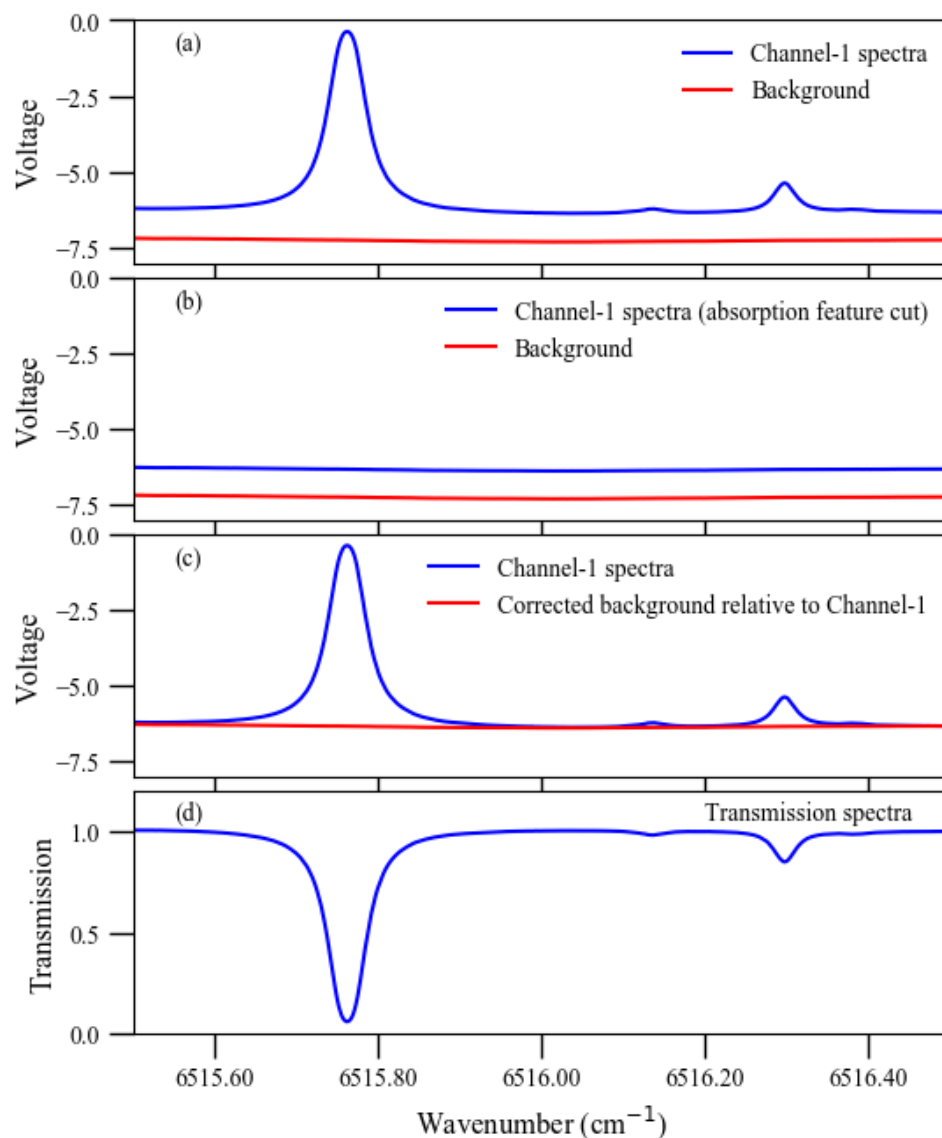 0.0
(a)
Channel-1 spectra
−2.5
Background
Voltage
−5.0
−7.5
0.0
(b)
Channel-1 spectra (absorption feature cut)
−2.5
Background
Voltage
−5.0
−7.5
0.0
(c)
Channel-1 spectra
−2.5
Corrected background relative to Channel-1
Voltage
−5.0
−7.5
(d)
Transmission spectra
1.0
Transmission
0.5
0.0
6515.60 6515.80 6516.00 6516.20 6516.40
Wavenumber (cm⁻¹)